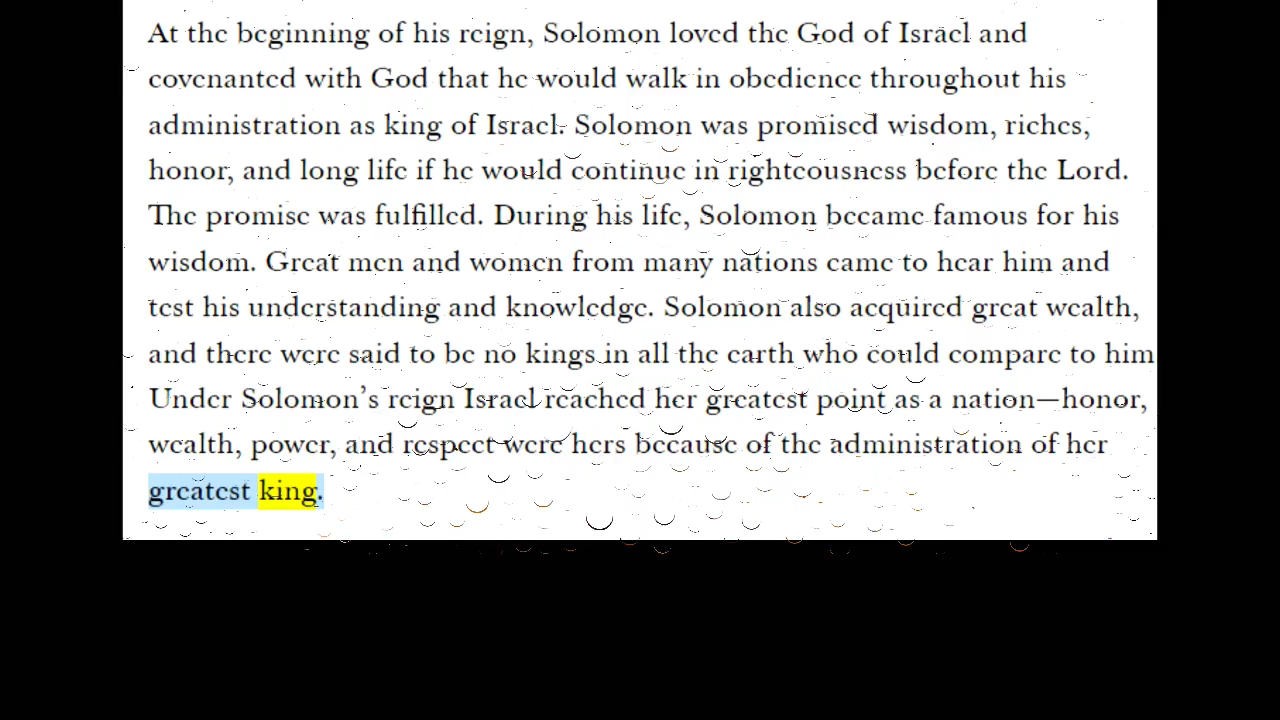 At the beginning of his reign, Solomon loved the God of Israel and
covenanted with God that he would walk in obedience throughout his
administration as king of Israel. Solomon was promised wisdom, riches,
honor, and long life if he would continue in righteousness before the Lord.
The promise was fulfilled. During his life, Solomon became famous for his
wisdom. Great men and women from many nations came to hear him and
test his understanding and knowledge. Solomon also acquired great wealth,
and there were said to be no kings in all the earth who could compare to him
Under Solomon’s reign Israel reached her greatest point as a nation—honor,
wealth, power, and respect were hers because of the administration of her
greatest king.